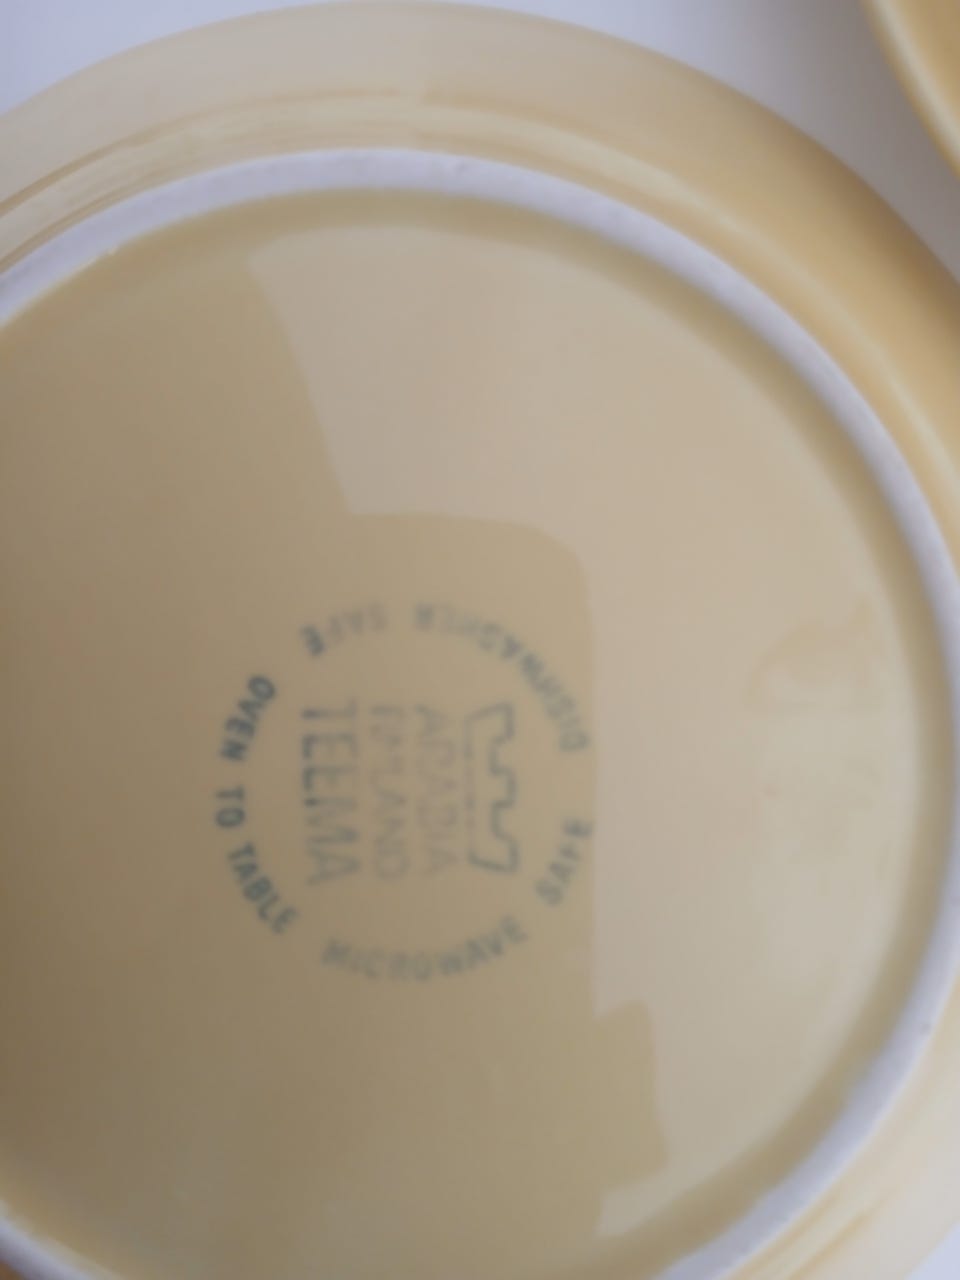 ARABIA
FINLAND
TEEMA
DISHWASHER SAFE
OVEN TO TABLE
MICROWAVE SAFE